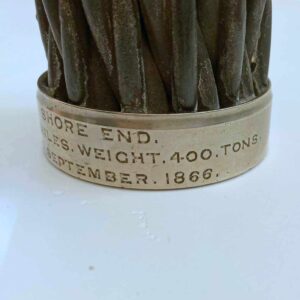 SHORE END.
WEIGHT. 400. TONS
SEPTEMBER. 1866.